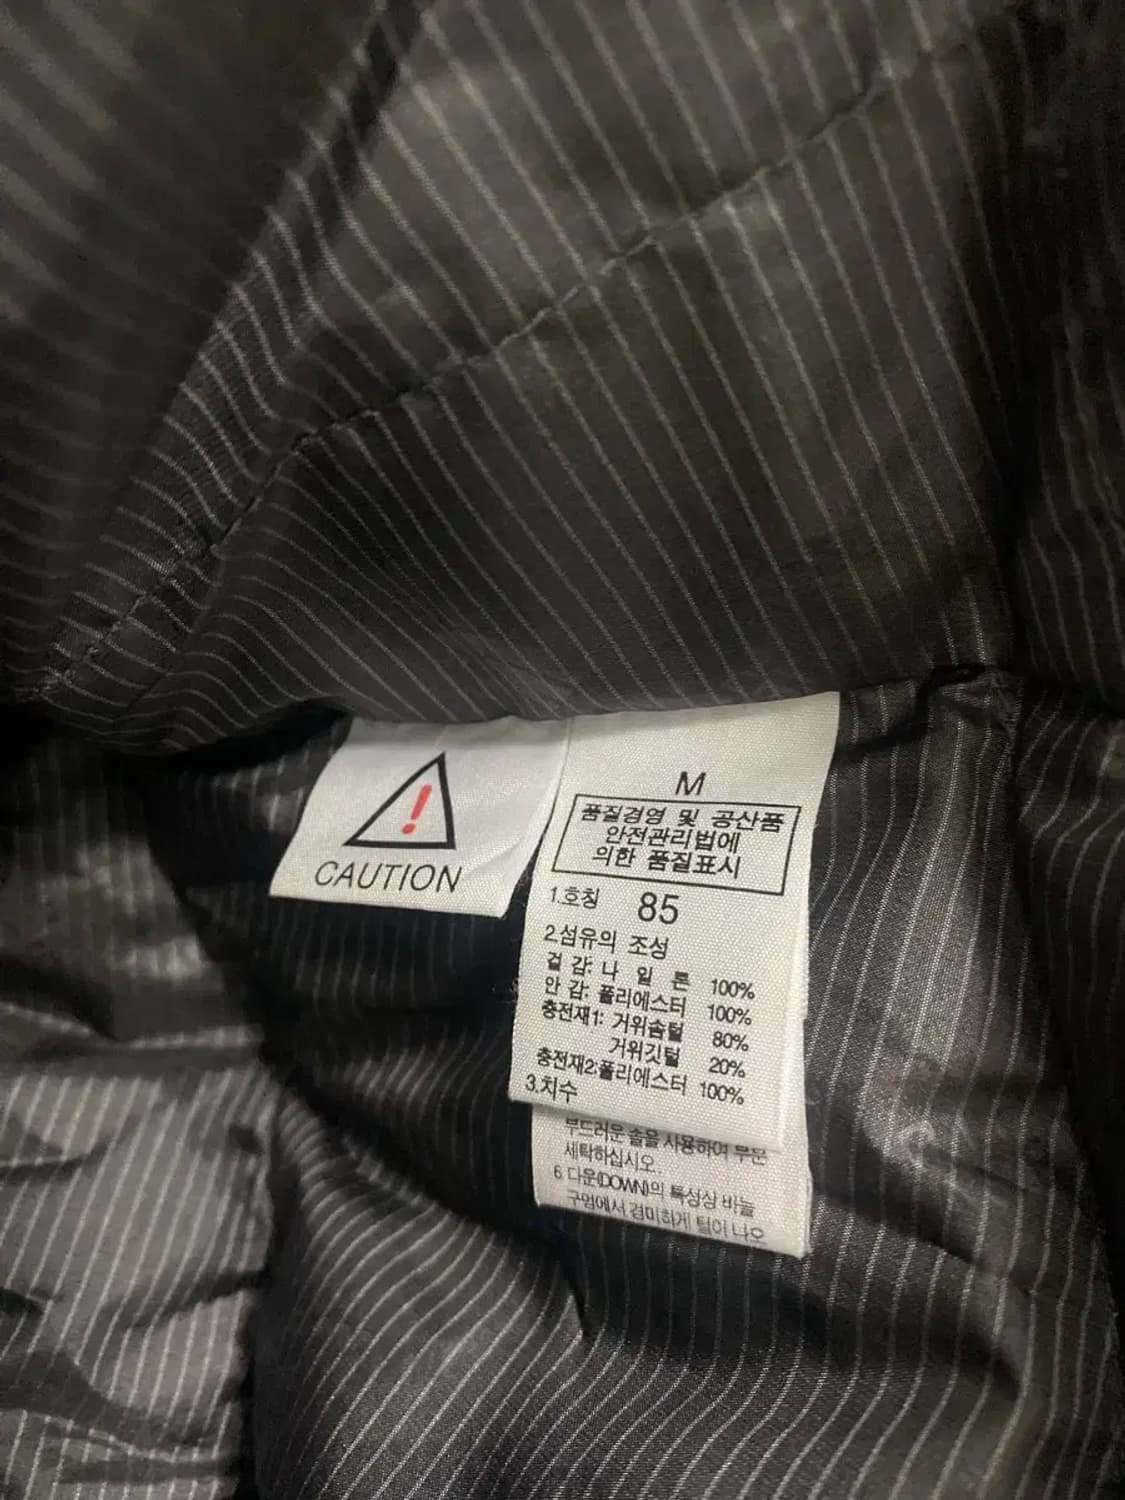 !
CAUTION
M
품질경영 및 공산품
안전관리법에
의한 품질표시
1.호칭 85
2.섬유의 조성
겉 감: 나 일 론 100%
안 감: 폴리에스터 100%
충전재1: 거위솜털 80%
거위깃털 20%
충전재2:폴리에스터 100%
3.치수
부드러운 솔을 사용하여 부분
세탁하십시오.
6.다운(DOWN)의 특성상 바늘
구멍에서 경미하게 털이 나오